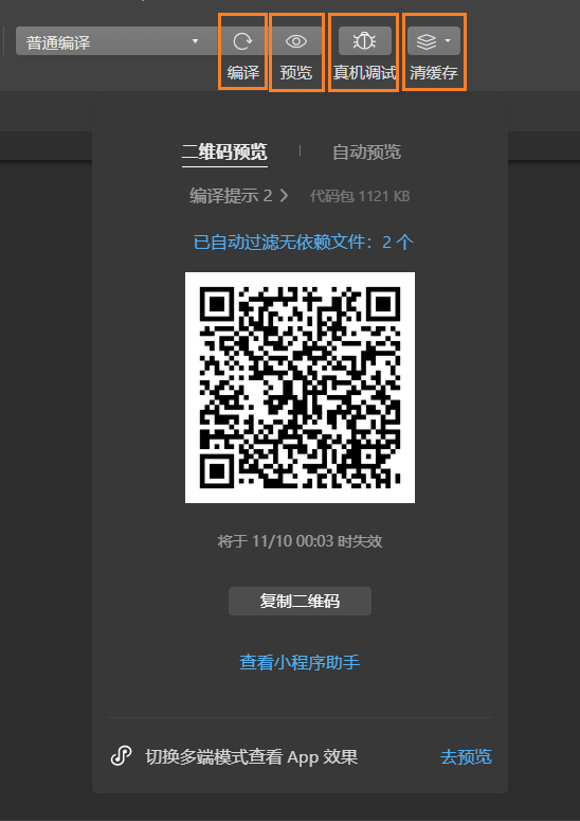 普通编译
编译 预览 真机调试 清缓存
二维码预览 自动预览
编译提示 2 代码包 1121 KB
已自动过滤无依赖文件：2 个
将于 11/10 00:03 时失效
复制二维码
查看小程序助手
切换多端模式查看 App 效果 去预览